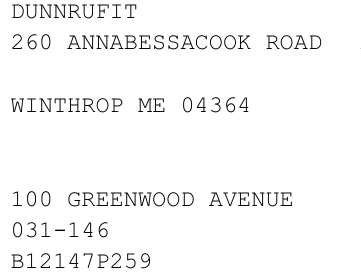 DUNNRUFIT
260 ANNABESSACOOK ROAD
WINTHROP ME 04364
100 GREENWOOD AVENUE
031-146
B12147P259